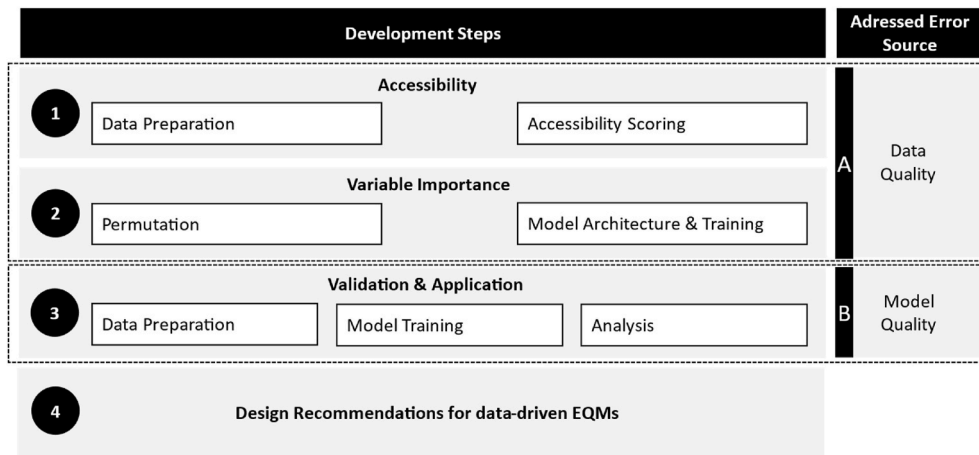 Development Steps
Adressed Error
Source
Accessibility
1
Data Preparation
Accessibility Scoring
A
Data
Quality
Variable Importance
2
Permutation
Model Architecture & Training
Validation & Application
3
Data Preparation
Model Training
Analysis
B
Model
Quality
4
Design Recommendations for data-driven EQMs